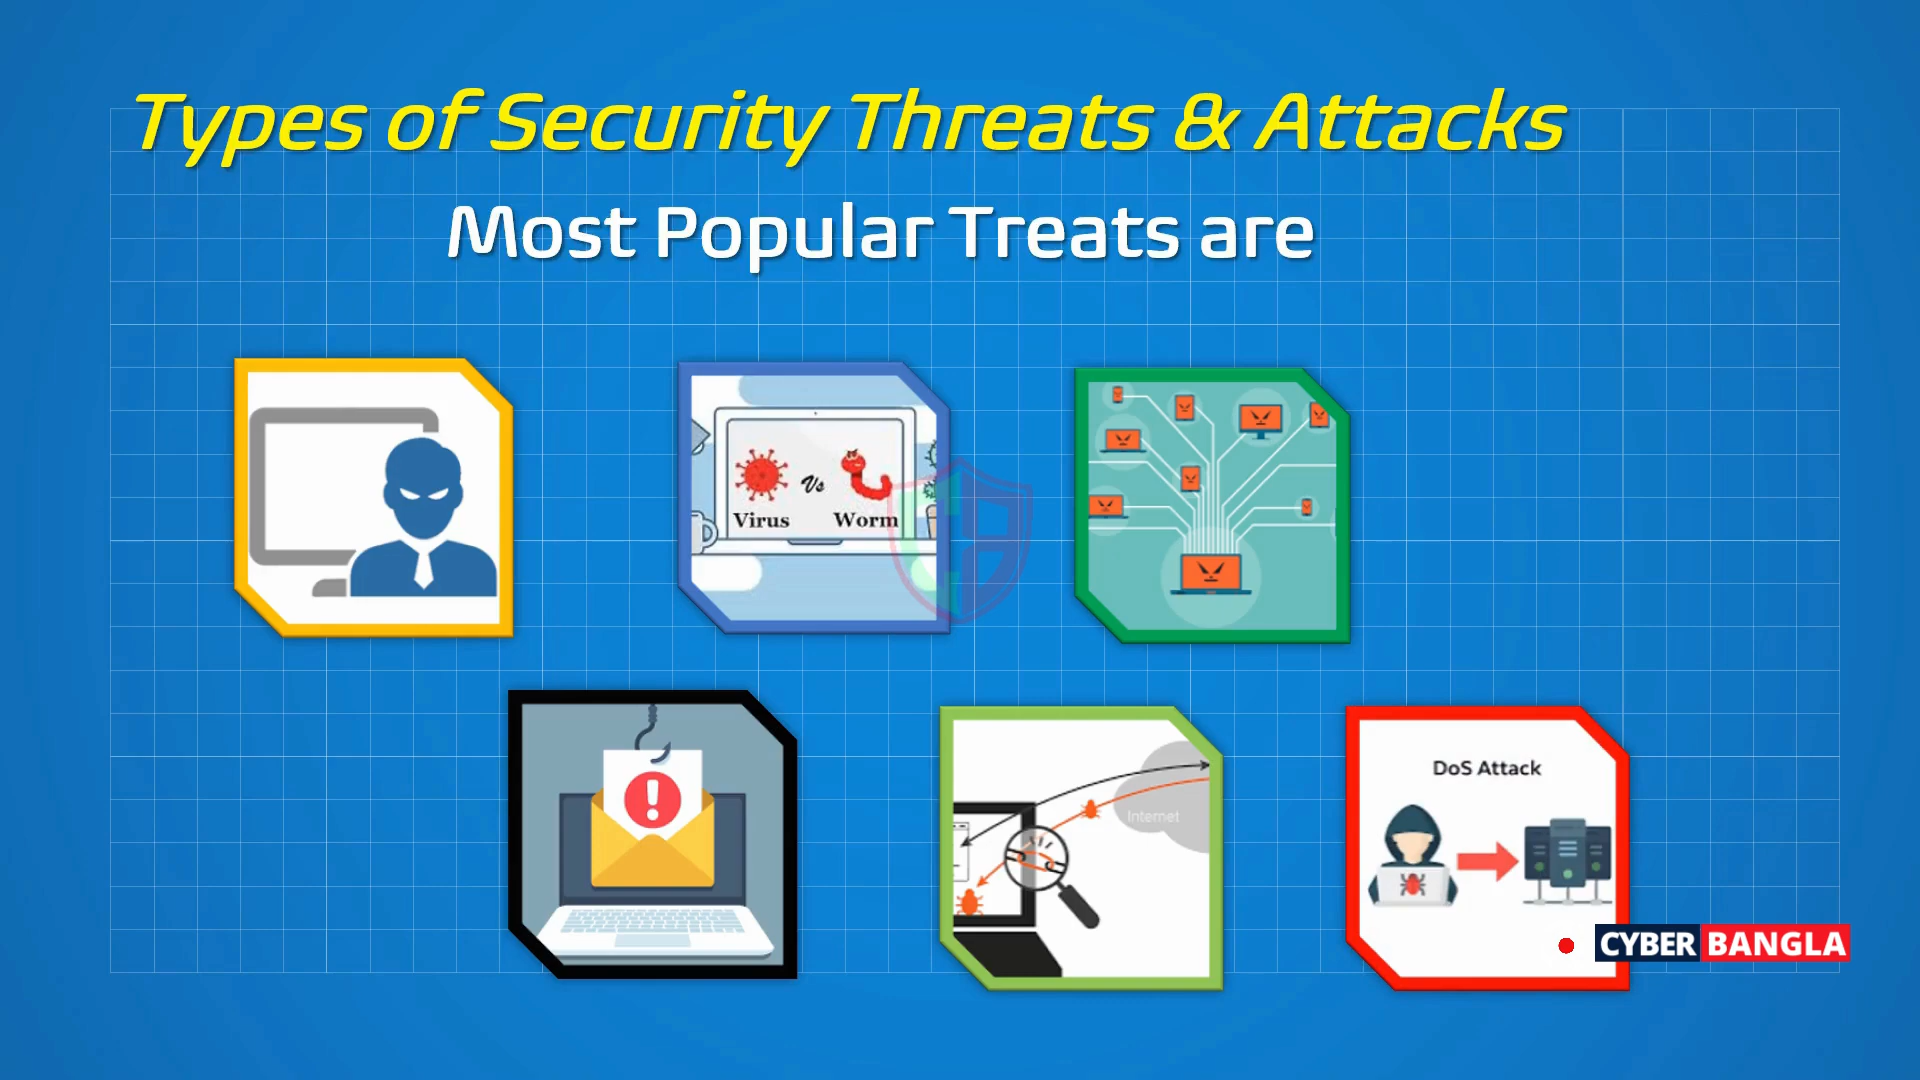 Types of Security Threats & Attacks
Most Popular Treats are
Vs
Virus Worm
Internet
DoS Attack
CYBER BANGLA